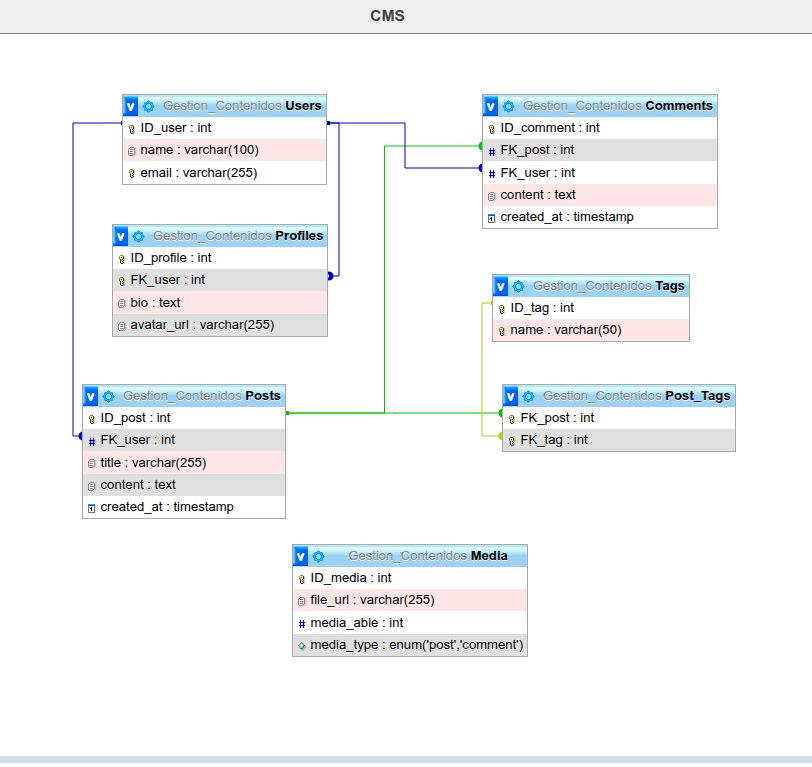 CMS
v Gestion_Contenidos Users
ID_user : int
name : varchar(100)
email : varchar(255)
v Gestion_Contenidos Comments
ID_comment : int
# FK_post : int
# FK_user : int
content : text
created_at : timestamp
v Gestion_Contenidos Profiles
ID_profile : int
FK_user : int
bio : text
avatar_url : varchar(255)
v Gestion_Contenidos Tags
ID_tag : int
name : varchar(50)
v Gestion_Contenidos Posts
ID_post : int
# FK_user : int
title : varchar(255)
content : text
created_at : timestamp
v Gestion_Contenidos Post_Tags
FK_post : int
FK_tag : int
v Gestion_Contenidos Media
ID_media : int
file_url : varchar(255)
# media_able : int
media_type : enum('post','comment')